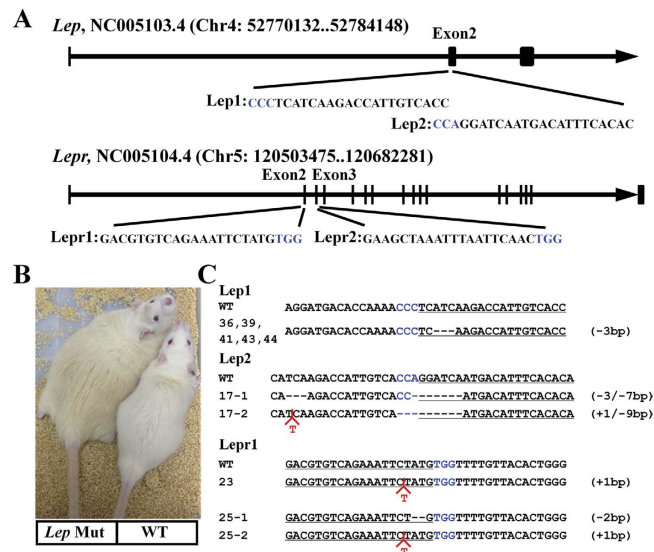 A
Lep, NC005103.4 (Chr4: 52770132..52784148)
Exon2
Lep1:CCCTCATCAAGACCATTGTCACC
Lep2:CCAGGATCAATGACATTTCACAC
Lepr, NC005104.4 (Chr5: 120503475..120682281)
Exon2 Exon3
Lepr1:GACGTGTCAGAAATTCTATGTGG Lepr2:GAAGCTAAATTTAATTCAACTGG
B
Lep Mut WT
C
Lep1
WT AGGATGACACCAAAACCCTCATCAAGACCATTGTCACC
36,39,
41,43,44 AGGATGACACCAAAACCCTC---AAGACCATTGTCACC (-3bp)
Lep2
WT CATCAAGACCATTGTCACCAGGATCAATGACATTTCACACA
17-1 CA---AGACCATTGTCACC-------ATGACATTTCACACA (-3/-7bp)
17-2 CATCAAGACCATTGTCA---------ATGACATTTCACACA (+1/-9bp)
T
Lepr1
WT GACGTGTCAGAAATTCTATGTGGTTTTGTTACACTGGG
23 GACGTGTCAGAAATTCTATGTGGTTTTGTTACACTGGG (+1bp)
T
25-1 GACGTGTCAGAAATTCT--GTGGTTTTGTTACACTGGG (-2bp)
25-2 GACGTGTCAGAAATTCTATGTGGTTTTGTTACACTGGG (+1bp)
T